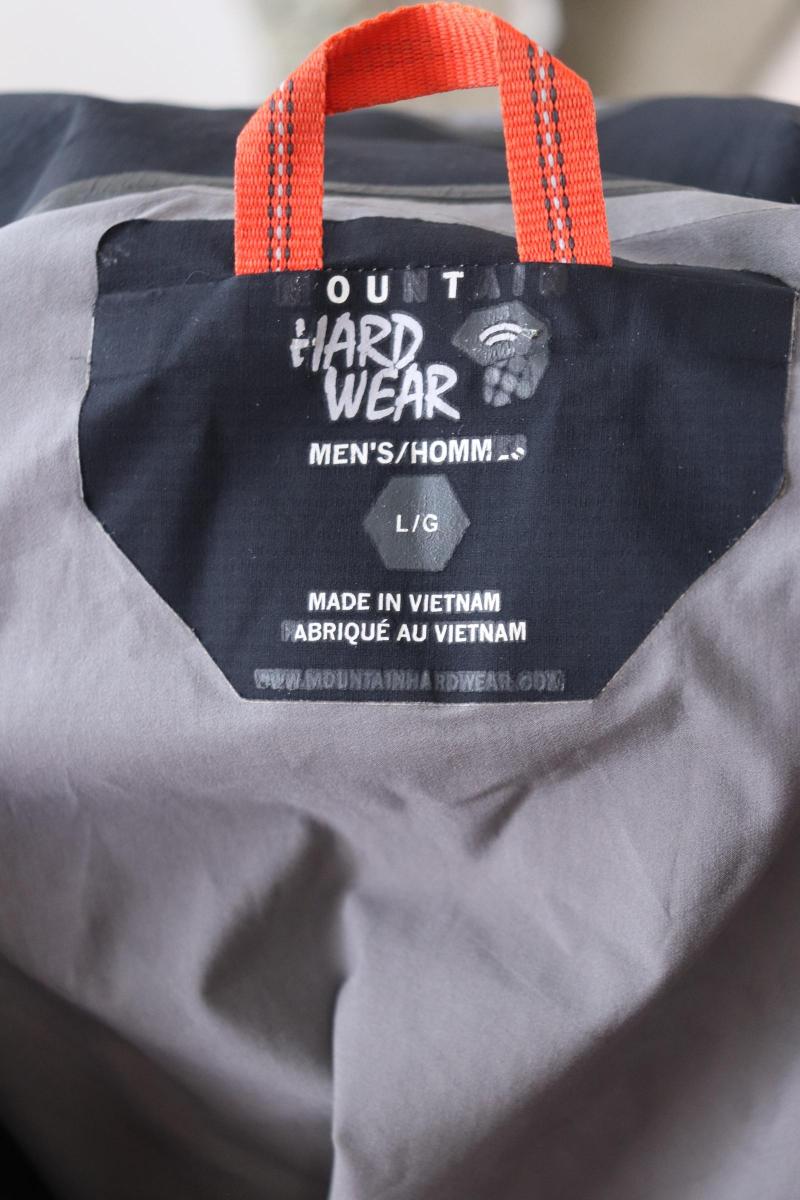 MOUNTAIN
HARD
WEAR
MEN'S/HOMMES
L/G
MADE IN VIETNAM
FABRIQUÉ AU VIETNAM
WWW.MOUNTAINHARDWEAR.COM